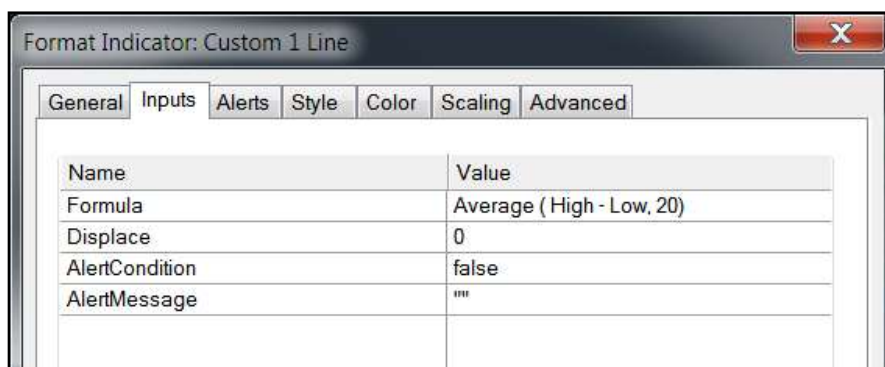 Format Indicator: Custom 1 Line
X
General Inputs Alerts Style Color Scaling Advanced
Name Value
Formula Average ( High - Low, 20)
Displace 0
AlertCondition false
AlertMessage ""